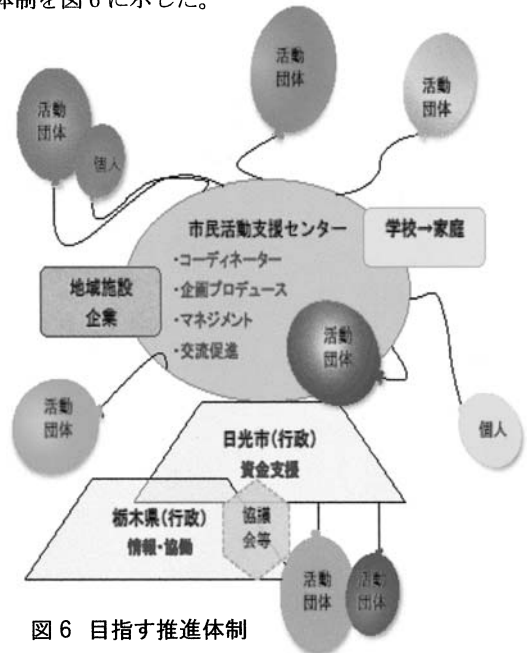 体制を図6に示した。
活動
団体
活動
団体
活動
団体
個人
市民活動支援センター
・コーディネーター
・企画プロデュース
・マネジメント
・交流促進
学校→家庭
地域施設
企業
活動
団体
活動
団体
個人
日光市(行政)
資金支援
栃木県(行政)
情報・協働
協議
会等
活動
団体
活動
団体
図6 目指す推進体制